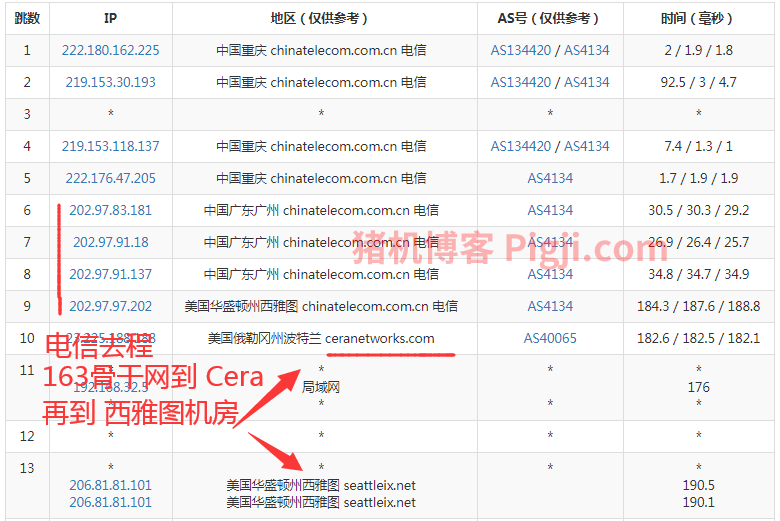 跳数 IP 地区（仅供参考） AS号（仅供参考） 时间（毫秒）
1 222.180.162.225 中国重庆 chinatelecom.com.cn 电信 AS134420 / AS4134 2 / 1.9 / 1.8
2 219.153.30.193 中国重庆 chinatelecom.com.cn 电信 AS134420 / AS4134 92.5 / 3 / 4.7
3 * * * *
4 219.153.118.137 中国重庆 chinatelecom.com.cn 电信 AS134420 / AS4134 7.4 / 1.3 / 1
5 222.176.47.205 中国重庆 chinatelecom.com.cn 电信 AS4134 1.7 / 1.9 / 1.9
6 202.97.83.181 中国广东广州 chinatelecom.com.cn 电信 AS4134 30.5 / 30.3 / 29.2
7 202.97.91.18 中国广东广州 chinatelecom.com.cn 电信 AS4134 26.9 / 26.4 / 25.7
猪机博客 Pigji.com
8 202.97.91.137 中国广东广州 chinatelecom.com.cn 电信 AS4134 34.8 / 34.7 / 34.9
9 202.97.97.202 美国华盛顿州西雅图 chinatelecom.com.cn 电信 AS4134 184.3 / 187.6 / 188.8
10 美国俄勒冈州波特兰 ceranetworks.com AS40065 182.6 / 182.5 / 182.1
电信去程
163骨干网到 Cera
再到 西雅图机房
11 * * * *
192.168.32.5 局域网 176
* * * *
12 * * * *
13 * * * *
206.81.81.101 美国华盛顿州西雅图 seattleix.net 190.5
206.81.81.101 美国华盛顿州西雅图 seattleix.net 190.1